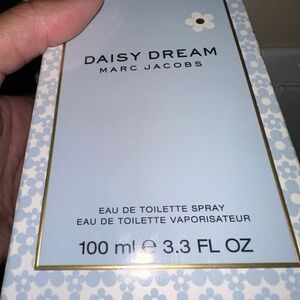 DAISY DREAM
MARC JACOBS
EAU DE TOILETTE SPRAY
EAU DE TOILETTE VAPORISATEUR
100 ml ℮ 3.3 FL OZ